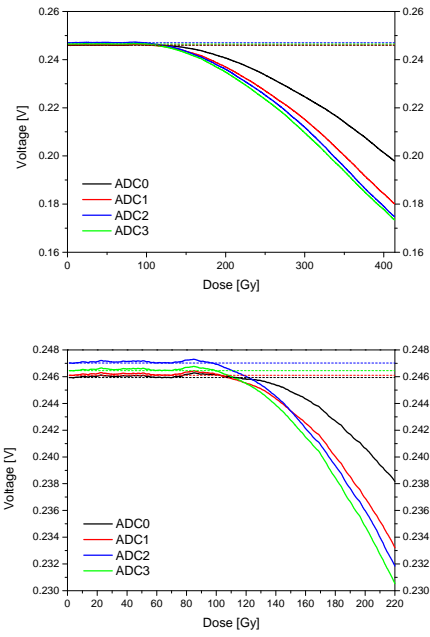 0.26 0.26
0.24 0.24
0.22 0.22
0.20 0.20
0.18 0.18
0.16 0.16
Voltage [V]
ADC0
ADC1
ADC2
ADC3
0 100 200 300 400
Dose [Gy]
0.248 0.248
0.246 0.246
0.244 0.244
0.242 0.242
0.240 0.240
0.238 0.238
0.236 0.236
0.234 0.234
0.232 0.232
0.230 0.230
Voltage [V]
ADC0
ADC1
ADC2
ADC3
0 20 40 60 80 100 120 140 160 180 200 220
Dose [Gy]